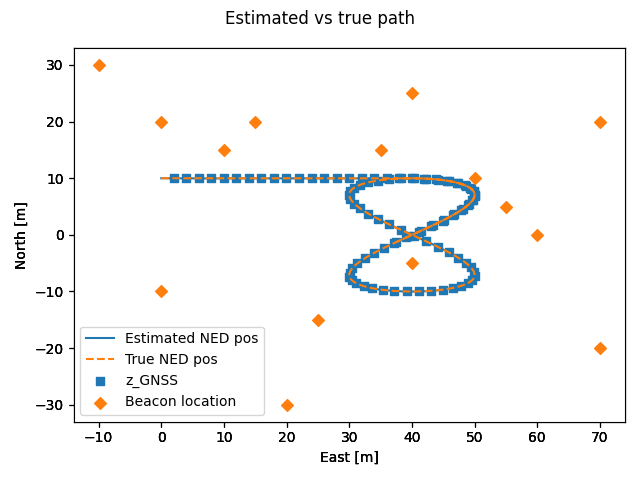 Estimated vs true path
North [m]
30
20
10
0
−10
−20
−30
Estimated NED pos
True NED pos
z_GNSS
Beacon location
−10 0 10 20 30 40 50 60 70
East [m]